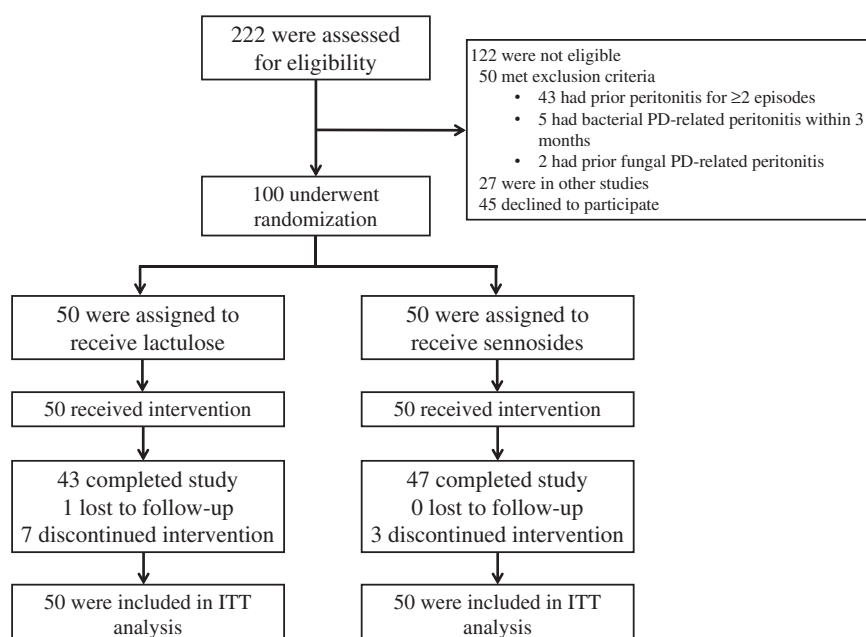 222 were assessed
for eligibility
122 were not eligible
50 met exclusion criteria
• 43 had prior peritonitis for ≥2 episodes
• 5 had bacterial PD-related peritonitis within 3
months
• 2 had prior fungal PD-related peritonitis
27 were in other studies
45 declined to participate
100 underwent
randomization
50 were assigned to
receive lactulose
50 were assigned to
receive sennosides
50 received intervention
50 received intervention
43 completed study
1 lost to follow-up
7 discontinued intervention
47 completed study
0 lost to follow-up
3 discontinued intervention
50 were included in ITT
analysis
50 were included in ITT
analysis